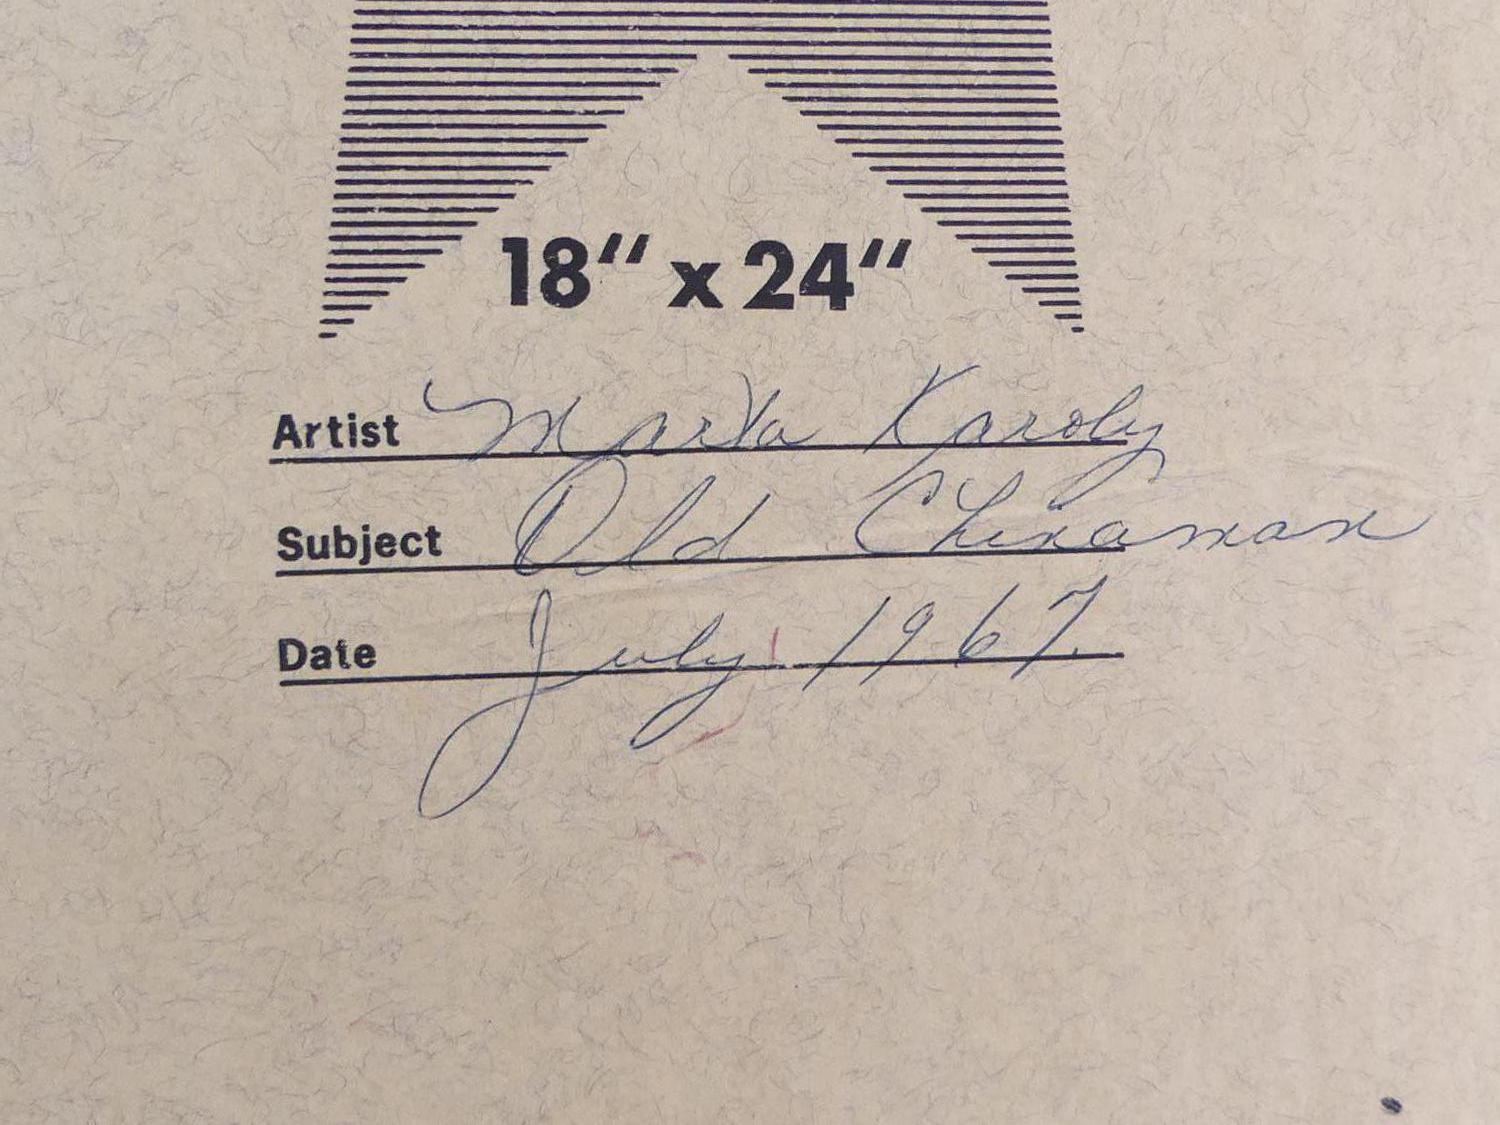 18" x 24"
Artist Marta Karoly
Subject Old Chinaman
Date July 1967.